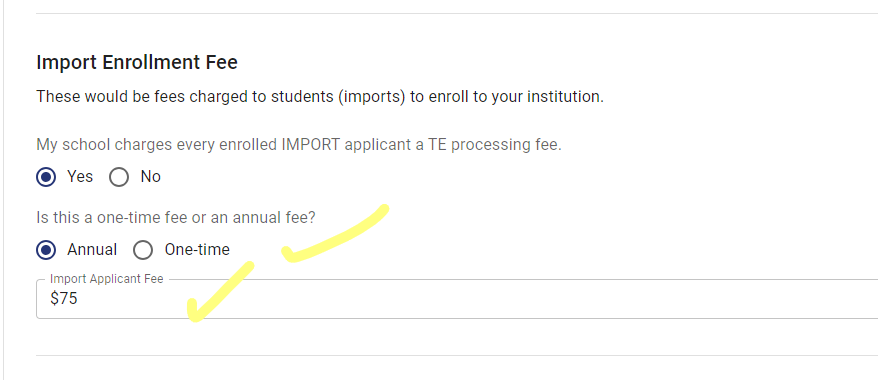 Import Enrollment Fee
These would be fees charged to students (imports) to enroll to your institution.
My school charges every enrolled IMPORT applicant a TE processing fee.
Yes No
Is this a one-time fee or an annual fee?
Annual One-time
Import Applicant Fee
$75